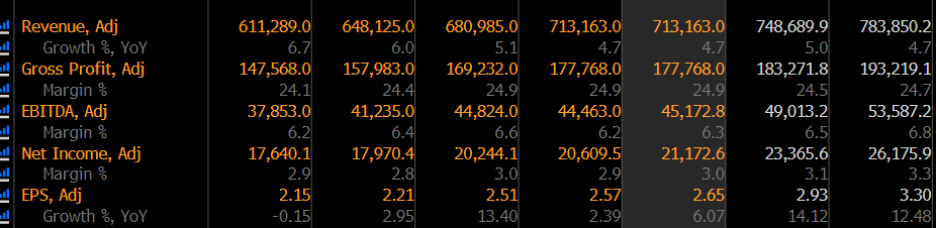 Revenue, Adj 611,289.0 648,125.0 680,985.0 713,163.0 713,163.0 748,689.9 783,850.2
Growth %, YoY 6.7 6.0 5.1 4.7 4.7 5.0 4.7
Gross Profit, Adj 147,568.0 157,983.0 169,232.0 177,768.0 177,768.0 183,271.8 193,219.1
Margin % 24.1 24.4 24.9 24.9 24.9 24.5 24.7
EBITDA, Adj 37,853.0 41,235.0 44,824.0 44,463.0 45,172.8 49,013.2 53,587.2
Margin % 6.2 6.4 6.6 6.2 6.3 6.5 6.8
Net Income, Adj 17,640.1 17,970.4 20,244.1 20,609.5 21,172.6 23,365.6 26,175.9
Margin % 2.9 2.8 3.0 2.9 3.0 3.1 3.3
EPS, Adj 2.15 2.21 2.51 2.57 2.65 2.93 3.30
Growth %, YoY -0.15 2.95 13.40 2.39 6.07 14.12 12.48